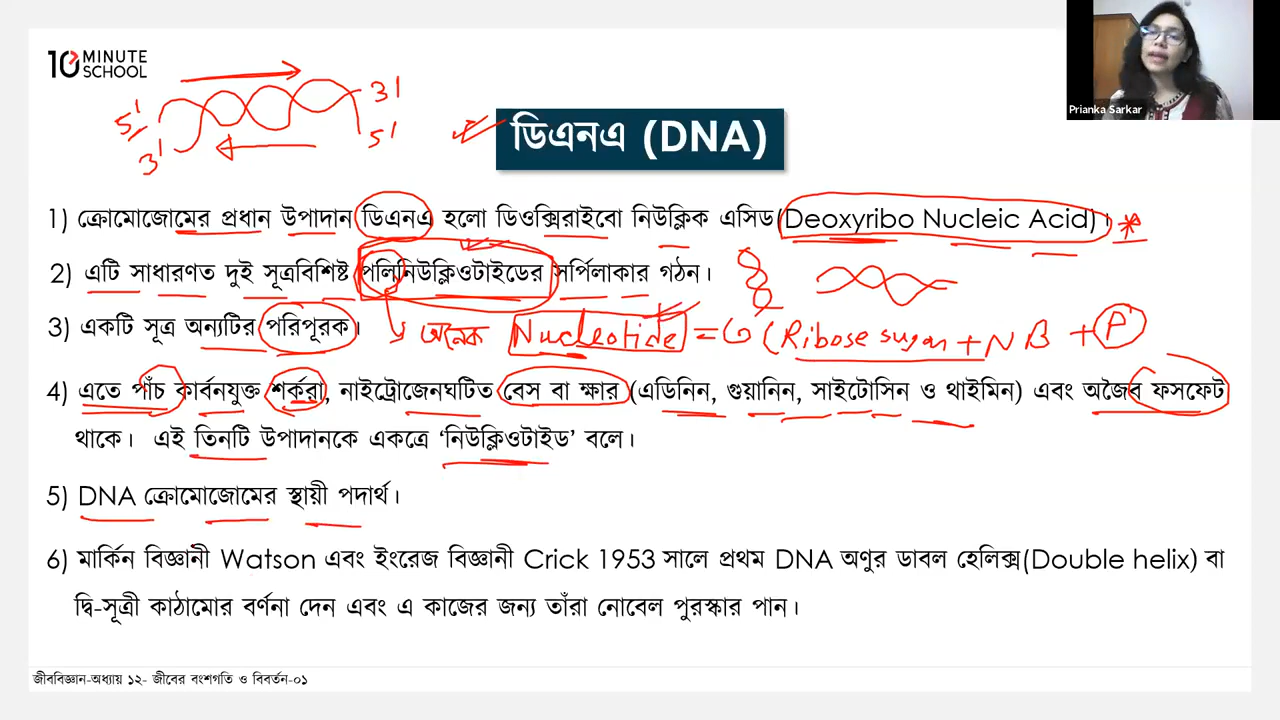 10 MINUTE SCHOOL
Prianka Sarkar
5' 3'
3' 5'
ডিএনএ (DNA)
1) ক্রোমোজোমের প্রধান উপাদান ডিএনএ হলো ডিওক্সিরাইবো নিউক্লিক এসিড(Deoxyribo Nucleic Acid)। *
2) এটি সাধারণত দুই সূত্রবিশিষ্ট পলিনিউক্লিওটাইডের সর্পিলাকার গঠন।
3) একটি সূত্র অন্যটির পরিপূরক।
অনেক Nucleotide = (Ribose sugar + NB + P
4) এতে পাঁচ কার্বনযুক্ত শর্করা, নাইট্রোজেনঘটিত বেস বা ক্ষার (এডিনিন, গুয়ানিন, সাইটোসিন ও থাইমিন) এবং অজৈব ফসফেট
থাকে। এই তিনটি উপাদানকে একত্রে ‘নিউক্লিওটাইড’ বলে।
5) DNA ক্রোমোজোমের স্থায়ী পদার্থ।
6) মার্কিন বিজ্ঞানী Watson এবং ইংরেজ বিজ্ঞানী Crick 1953 সালে প্রথম DNA অণুর ডাবল হেলিক্স(Double helix) বা
দ্বি-সূত্রী কাঠামোর বর্ণনা দেন এবং এ কাজের জন্য তাঁরা নোবেল পুরস্কার পান।
জীববিজ্ঞান-অধ্যায় ১২- জীবের বংশগতি ও বিবর্তন-০১